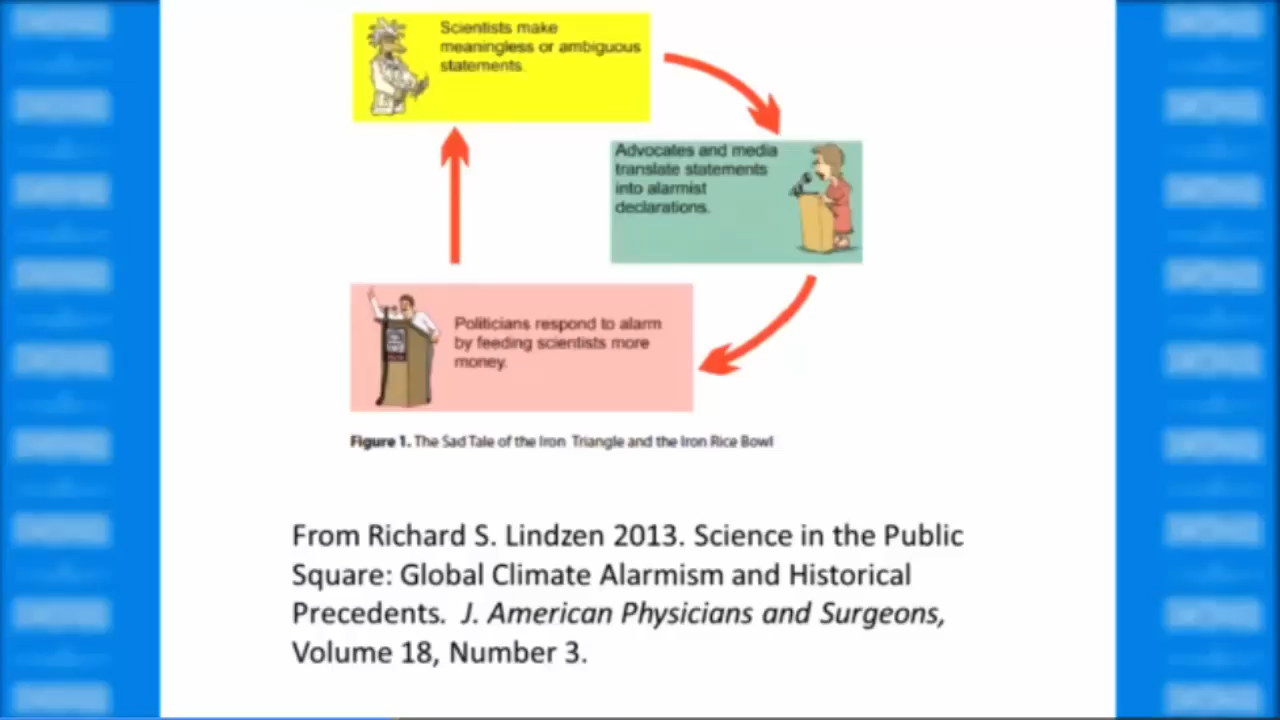 Scientists make
meaningless or ambiguous
statements.
Advocates and media
translate statements
into alarmist
declarations.
Politicians respond to alarm
by feeding scientists more
money.
Figure 1. The Sad Tale of the Iron Triangle and the Iron Rice Bowl
From Richard S. Lindzen 2013. Science in the Public
Square: Global Climate Alarmism and Historical
Precedents. J. American Physicians and Surgeons,
Volume 18, Number 3.